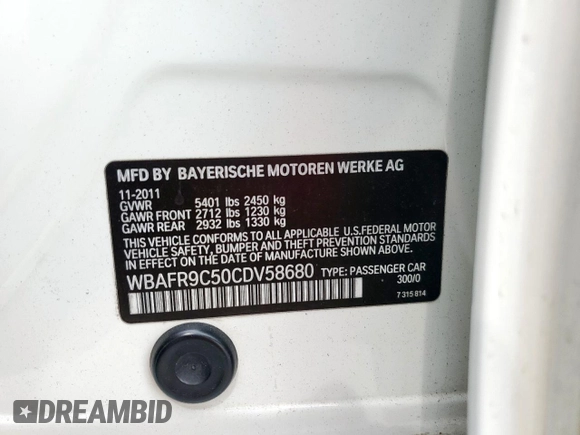 MFD BY BAYERISCHE MOTOREN WERKE AG
11-2011
GVWR 5401 lbs 2450 kg
GAWR FRONT 2712 lbs 1230 kg
GAWR REAR 2932 lbs 1330 kg
THIS VEHICLE CONFORMS TO ALL APPLICABLE U.S.FEDERAL MOTOR
VEHICLE SAFETY, BUMPER, AND THEFT PREVENTION STANDARDS
IN EFFECT ON THE DATE OF MANUFACTURE SHOWN ABOVE.
WBAFR9C50CDV58680 TYPE: PASSENGER CAR
300/0
7 315 814
DREAMBID